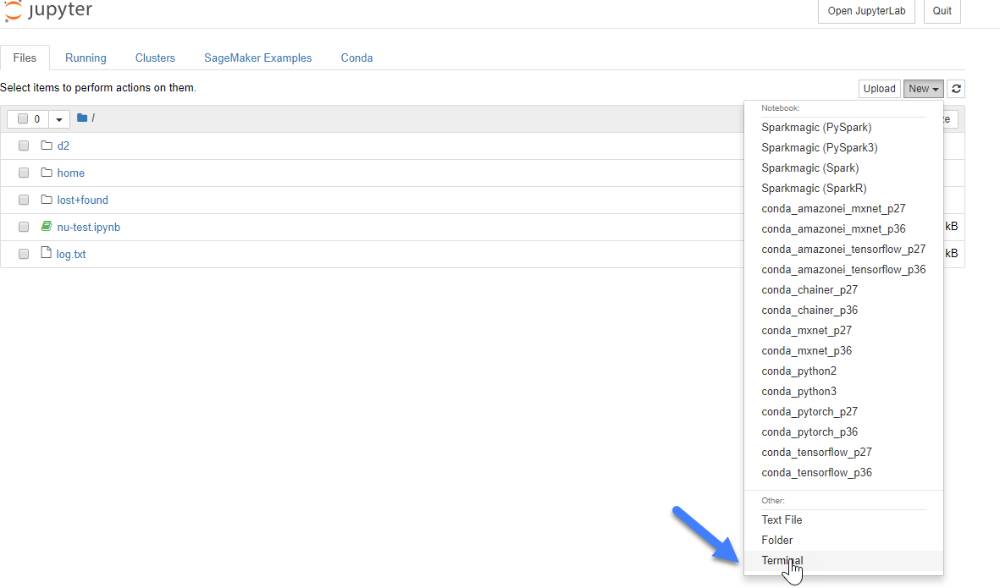 jupyter
Open JupyterLab Quit
Files Running Clusters SageMaker Examples Conda
Select items to perform actions on them.
Upload New
0 /
d2
home
lost+found
nu-test.ipynb kB
log.txt kB
Notebook:
Sparkmagic (PySpark)
Sparkmagic (PySpark3)
Sparkmagic (Spark)
Sparkmagic (SparkR)
conda_amazonei_mxnet_p27
conda_amazonei_mxnet_p36
conda_amazonei_tensorflow_p27
conda_amazonei_tensorflow_p36
conda_chainer_p27
conda_chainer_p36
conda_mxnet_p27
conda_mxnet_p36
conda_python2
conda_python3
conda_pytorch_p27
conda_pytorch_p36
conda_tensorflow_p27
conda_tensorflow_p36
Other:
Text File
Folder
Terminal